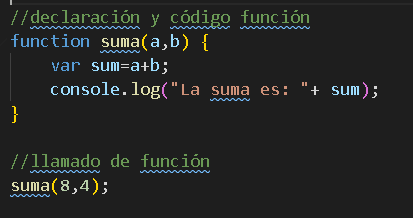 //declaración y código función
function suma(a,b) {
    var sum=a+b;
    console.log("La suma es: "+ sum);
}
//llamado de función
suma(8,4);